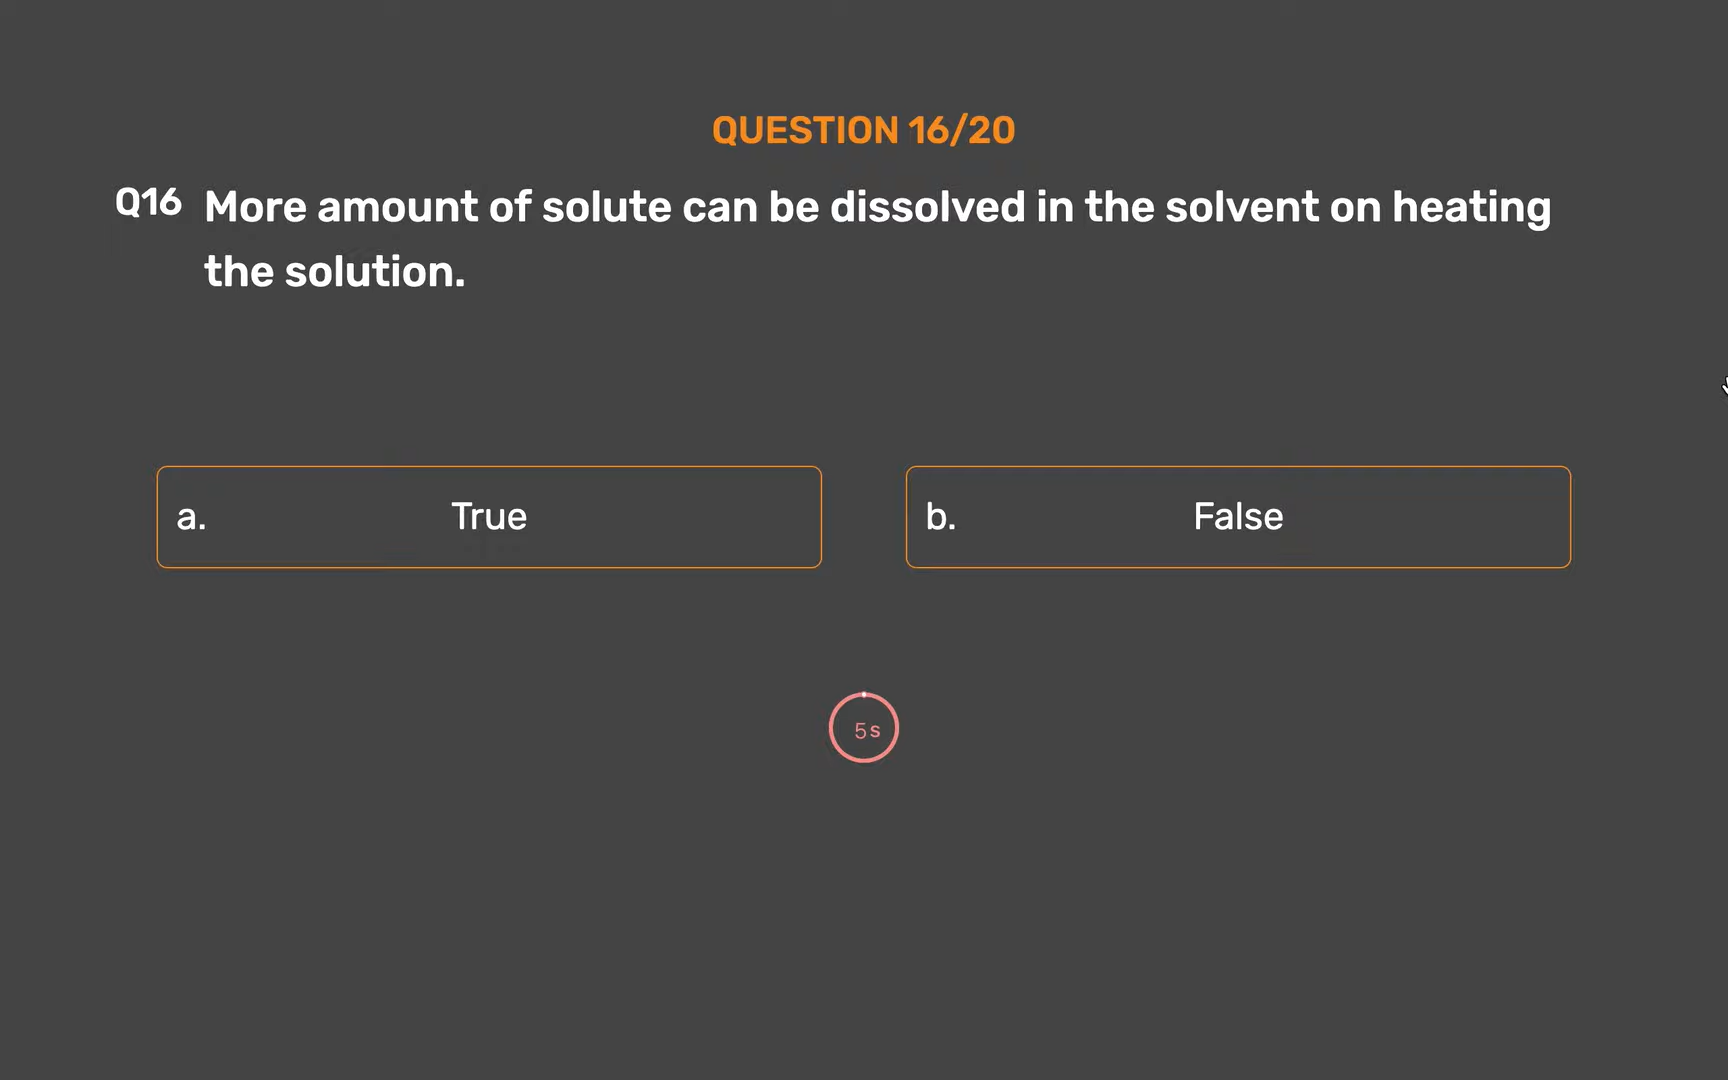 QUESTION 16/20
Q16 More amount of solute can be dissolved in the solvent on heating
the solution.
a. True
b. False
5s